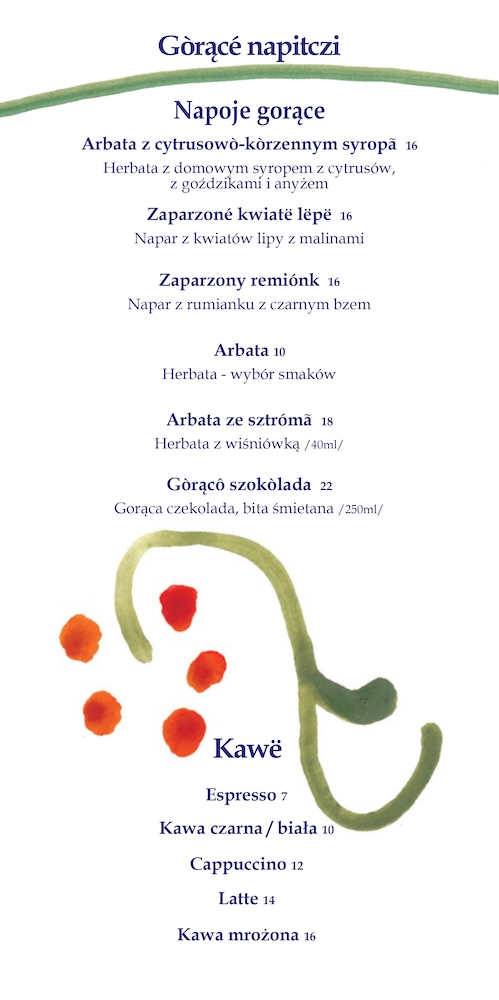 Gòrącé napitczi
Napoje gorące
Arbata z cytrusowò-kòrzennym syropã 16
Herbata z domowym syropem z cytrusów,
z goździkami i anyżem
Zaparzoné kwiatë lëpë 16
Napar z kwiatów lipy z malinami
Zaparzony remiónk 16
Napar z rumianku z czarnym bzem
Arbata 10
Herbata - wybór smaków
Arbata ze sztrómã 18
Herbata z wiśniówką /40ml/
Gòrącô szokòlada 22
Gorąca czekolada, bita śmietana /250ml/
Kawë
Espresso 7
Kawa czarna / biała 10
Cappuccino 12
Latte 14
Kawa mrożona 16